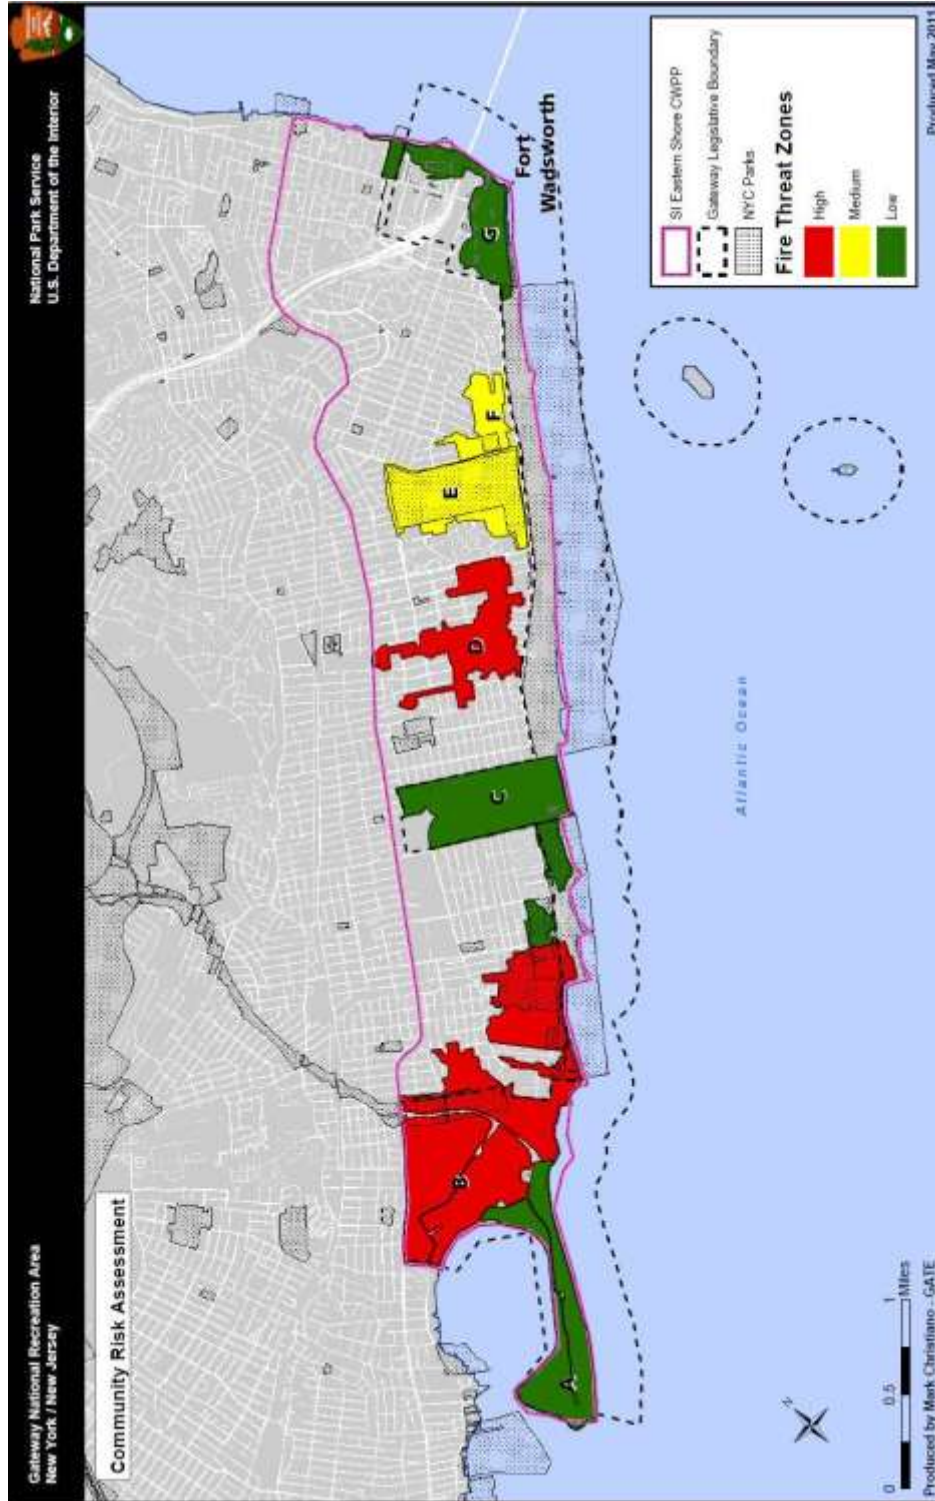 Gateway National Recreation Area
New York / New Jersey
National Park Service
U.S. Department of the Interior
Community Risk Assessment
A
B
C
D
E
F
G
Fort
Wadsworth
Atlantic Ocean
SI Eastern Shore CWPP
Gateway Legislative Boundary
NYC Parks
Fire Threat Zones
High
Medium
Low
N
0 0.5 1
Miles
Produced by Mark Christiano - GATE
Produced May 2011